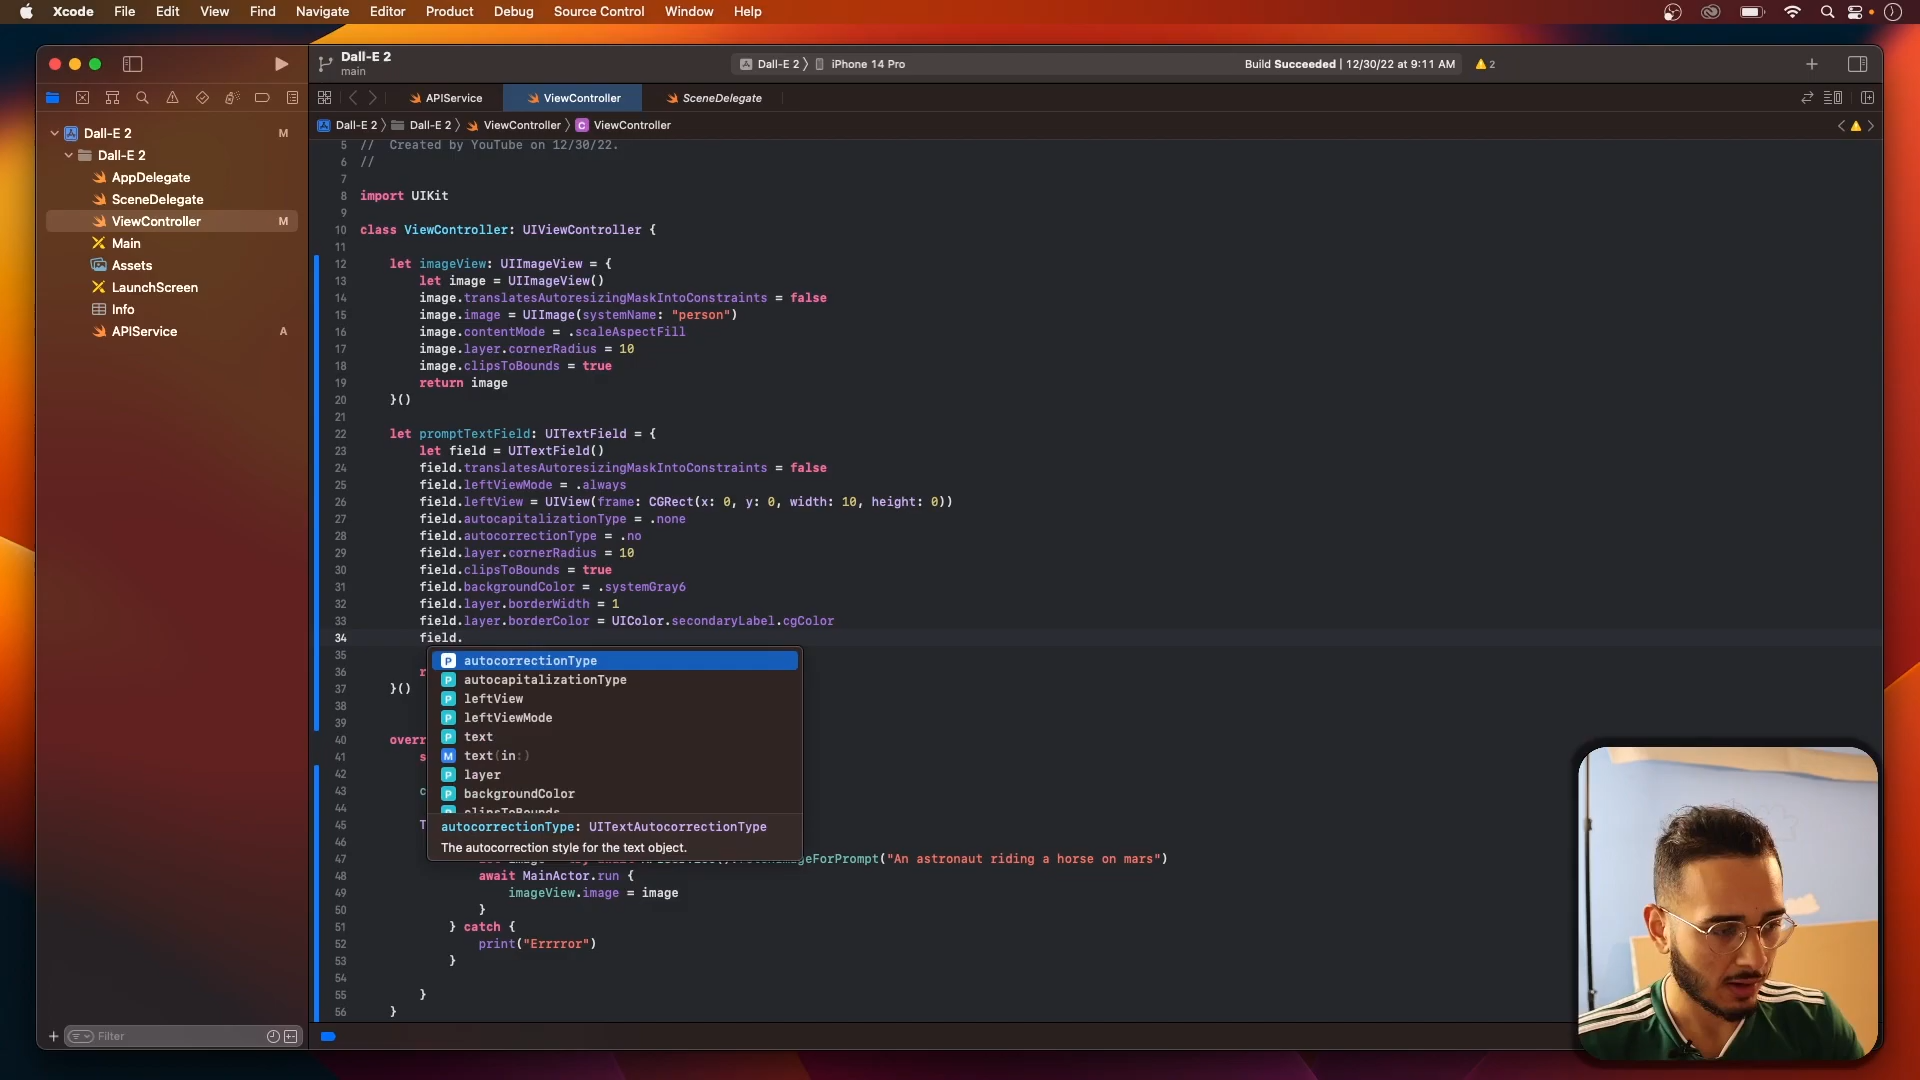 Xcode File Edit View Find Navigate Editor Product Debug Source Control Window Help
Dall-E 2
main
Dall-E 2 iPhone 14 Pro
Build Succeeded | 12/30/22 at 9:11 AM
2
APIService
ViewController
SceneDelegate
Dall-E 2 Dall-E 2 ViewController C ViewController
Dall-E 2 M
Dall-E 2
AppDelegate
SceneDelegate
ViewController M
Main
Assets
LaunchScreen
Info
APIService A
Filter
5 // Created by YouTube on 12/30/22.
6 //
7
8 import UIKit
9
10 class ViewController: UIViewController {
11
12 let imageView: UIImageView = {
13 let image = UIImageView()
14 image.translatesAutoresizingMaskIntoConstraints = false
15 image.image = UIImage(systemName: "person")
16 image.contentMode = .scaleAspectFill
17 image.layer.cornerRadius = 10
18 image.clipsToBounds = true
19 return image
20 }()
21
22 let promptTextField: UITextField = {
23 let field = UITextField()
24 field.translatesAutoresizingMaskIntoConstraints = false
25 field.leftViewMode = .always
26 field.leftView = UIView(frame: CGRect(x: 0, y: 0, width: 10, height: 0))
27 field.autocapitalizationType = .none
28 field.autocorrectionType = .no
29 field.layer.cornerRadius = 10
30 field.clipsToBounds = true
31 field.backgroundColor = .systemGray6
32 field.layer.borderWidth = 1
33 field.layer.borderColor = UIColor.secondaryLabel.cgColor
34 field.
35
36 r
37 }()
38
39
40 overr
41 s
42
43 c
44
45 T
46
47 ForPrompt("An astronaut riding a horse on mars")
48 await MainActor.run {
49 imageView.image = image
50 }
51 } catch {
52 print("Errrror")
53 }
54
55 }
56 }
P autocorrectionType
P autocapitalizationType
P leftView
P leftViewMode
P text
M text(in:)
P layer
P backgroundColor
P clipsToBounds
autocorrectionType: UITextAutocorrectionType
The autocorrection style for the text object.